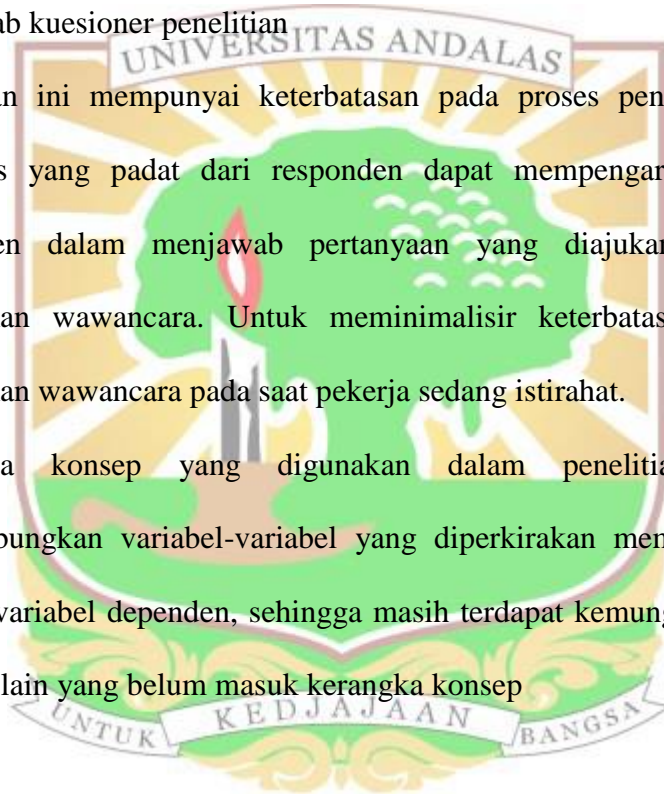 ab kuesioner penelitian
UNIVERSITAS ANDALAS
an ini mempunyai keterbatasan pada proses pen
s yang padat dari responden dapat mempengar
en dalam menjawab pertanyaan yang diajukan
kan wawancara. Untuk meminimalisir keterbatas
kan wawancara pada saat pekerja sedang istirahat.
a konsep yang digunakan dalam penelitia
bungkan variabel-variabel yang diperkirakan mem
variabel dependen, sehingga masih terdapat kemung
lain yang belum masuk kerangka konsep
UNTUK KEDJAJAAN BANGSA